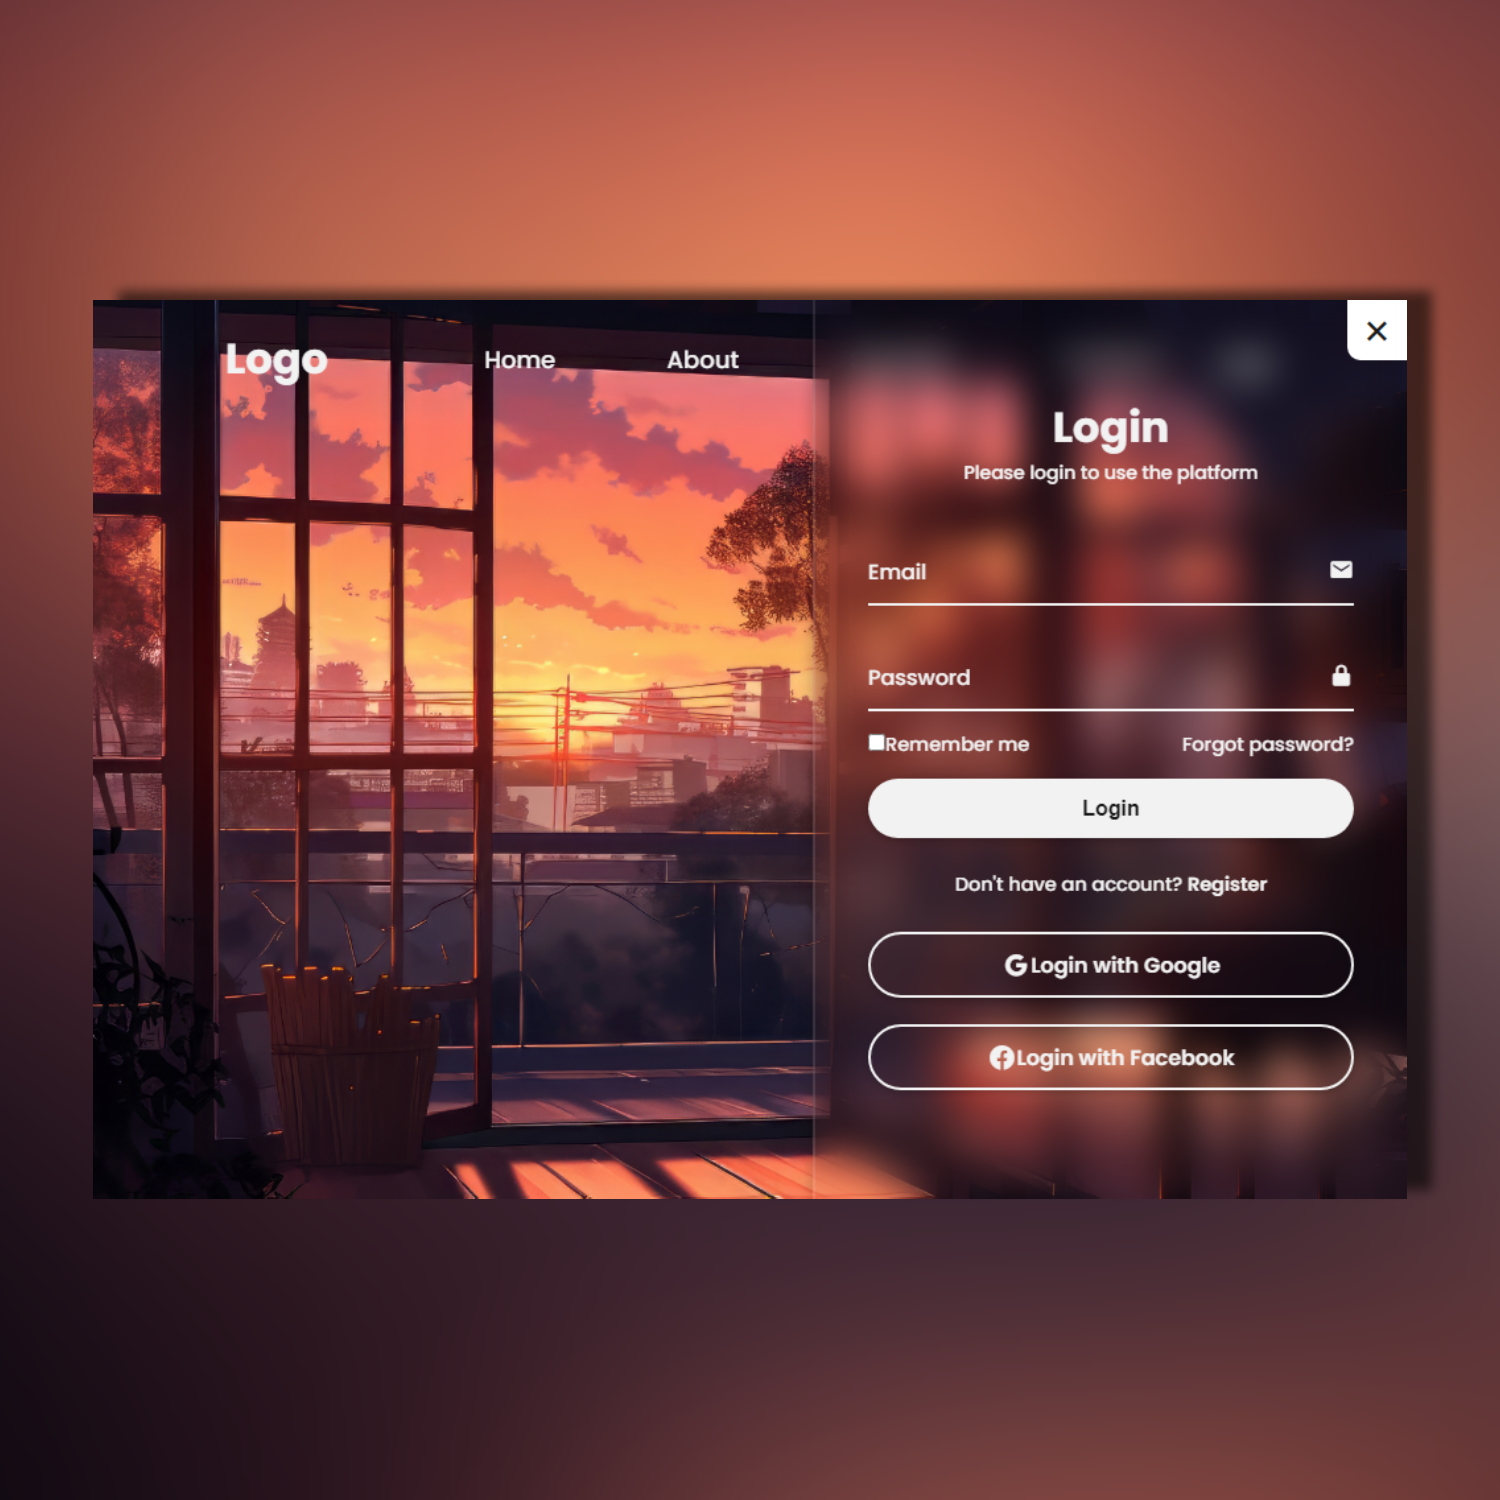 Logo
Home
About
Login
Please login to use the platform
Email
Password
Remember me
Forgot password?
Login
Don't have an account? Register
Login with Google
Login with Facebook